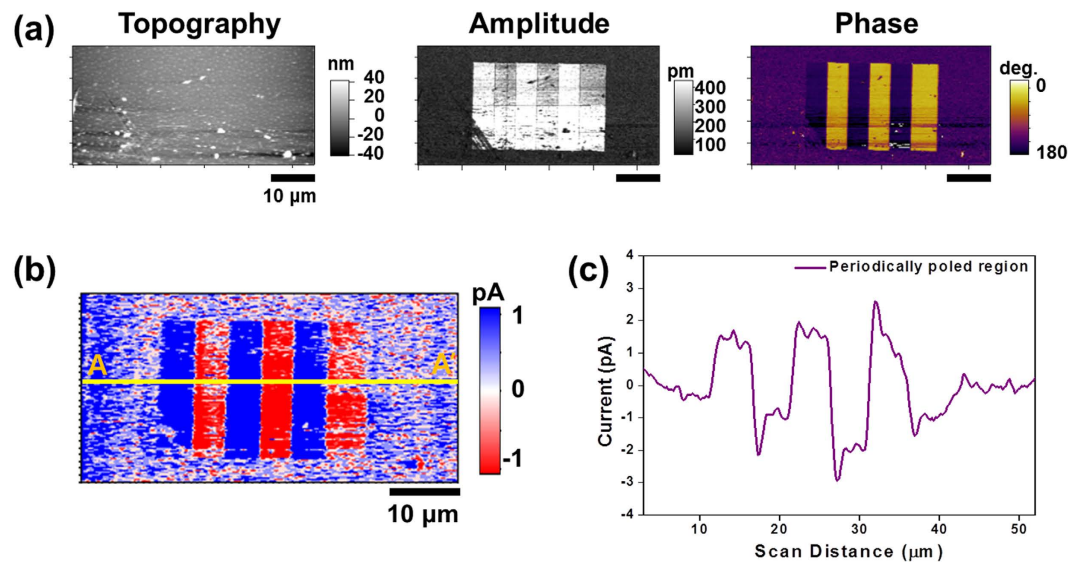 (a)
Topography
Amplitude
Phase
nm
40
20
0
-20
-40
10 µm
pm
400
300
200
100
deg.
0
180
(b)
pA
1
0
-1
A
A'
10 µm
(c)
Periodically poled region
Current (pA)
4
3
2
1
0
-1
-2
-3
-4
10
20
30
40
50
Scan Distance (µm)